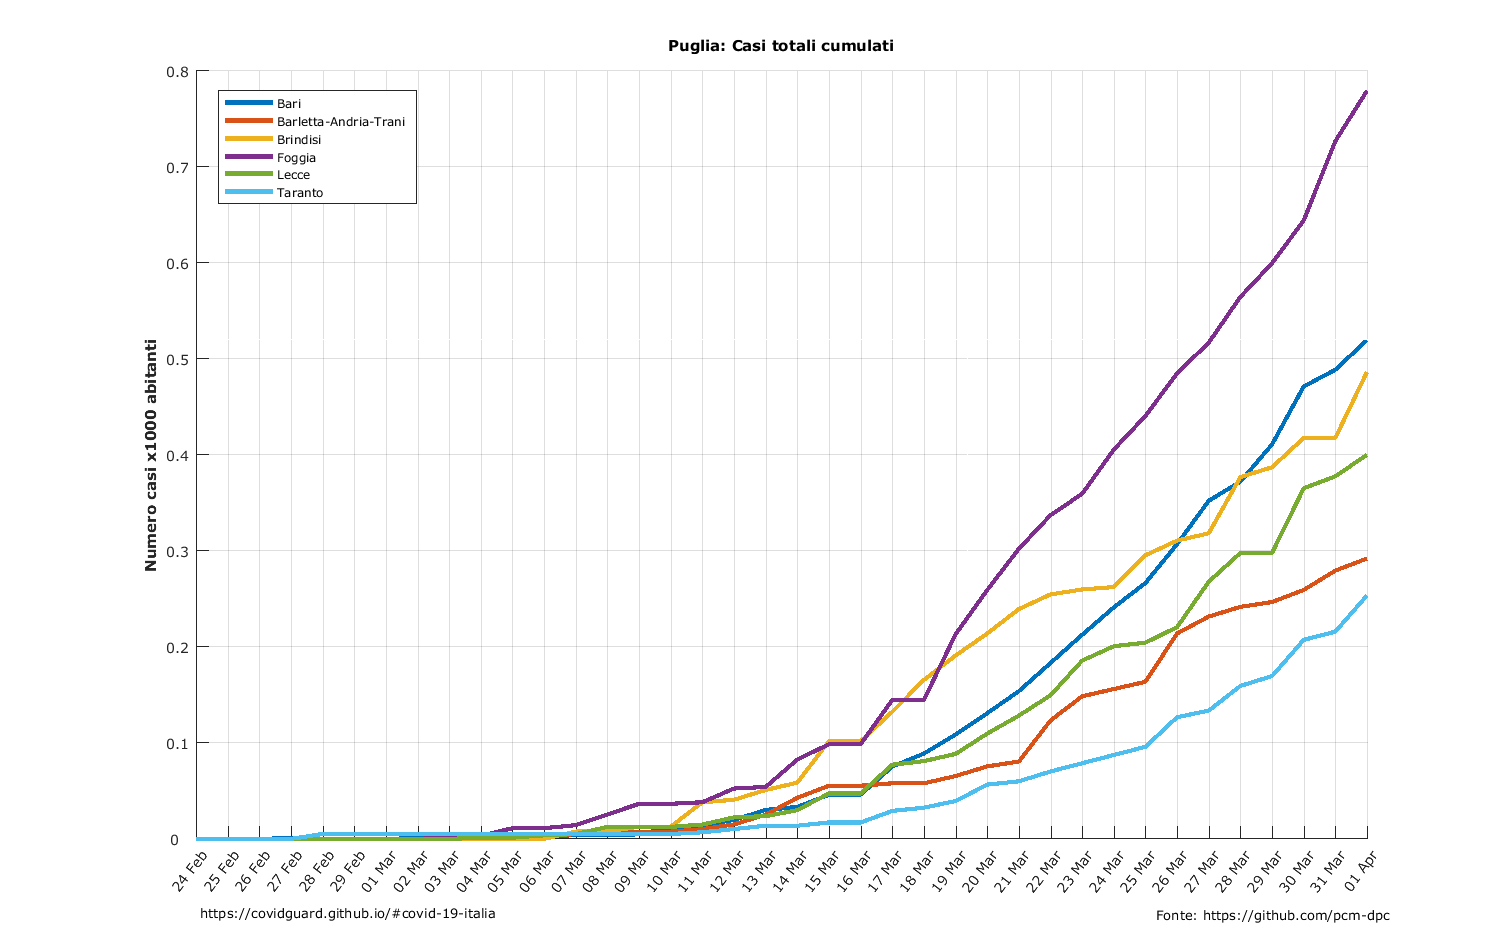 Puglia: Casi totali cumulati
Numero casi x1000 abitanti
0.8
0.7
0.6
0.5
0.4
0.3
0.2
0.1
0
Bari
Barletta-Andria-Trani
Brindisi
Foggia
Lecce
Taranto
24 Feb
25 Feb
26 Feb
27 Feb
28 Feb
29 Feb
01 Mar
02 Mar
03 Mar
04 Mar
05 Mar
06 Mar
07 Mar
08 Mar
09 Mar
10 Mar
11 Mar
12 Mar
13 Mar
14 Mar
15 Mar
16 Mar
17 Mar
18 Mar
19 Mar
20 Mar
21 Mar
22 Mar
23 Mar
24 Mar
25 Mar
26 Mar
27 Mar
28 Mar
29 Mar
30 Mar
31 Mar
01 Apr
https://covidguard.github.io/#covid-19-italia
Fonte: https://github.com/pcm-dpc